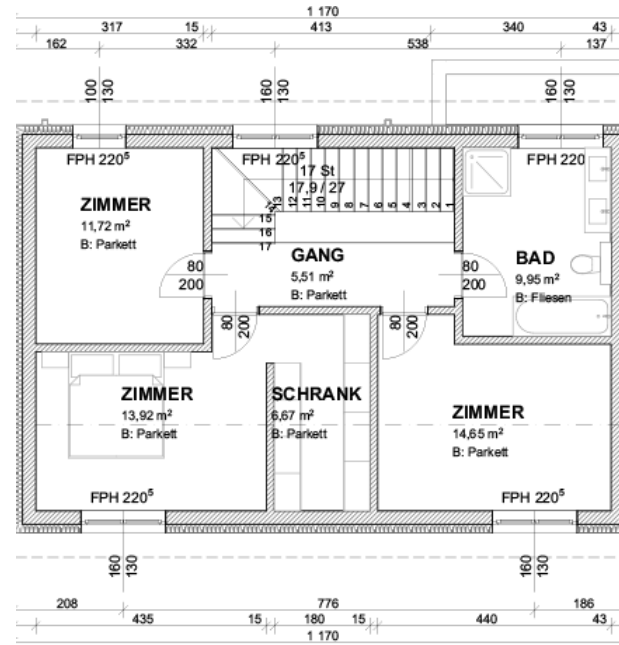 1 170
317 15 413 340 43
162 332 538 137
100 130
160 130
160 130
FPH 220⁵
FPH 220⁵
FPH 220
17 St
17,9 / 27
13 12 11 10 9 8 7 6 5 4 3 2 1
14
15
16
17
ZIMMER
11,72 m²
B: Parkett
GANG
5,51 m²
B: Parkett
BAD
9,95 m²
B: Fliesen
80
200
80
200
80 200
80 200
ZIMMER
13,92 m²
B: Parkett
SCHRANK
6,67 m²
B: Parkett
ZIMMER
14,65 m²
B: Parkett
FPH 220⁵
FPH 220⁵
160 130
160 130
208 776 186
435 15 180 15 440 43
1 170